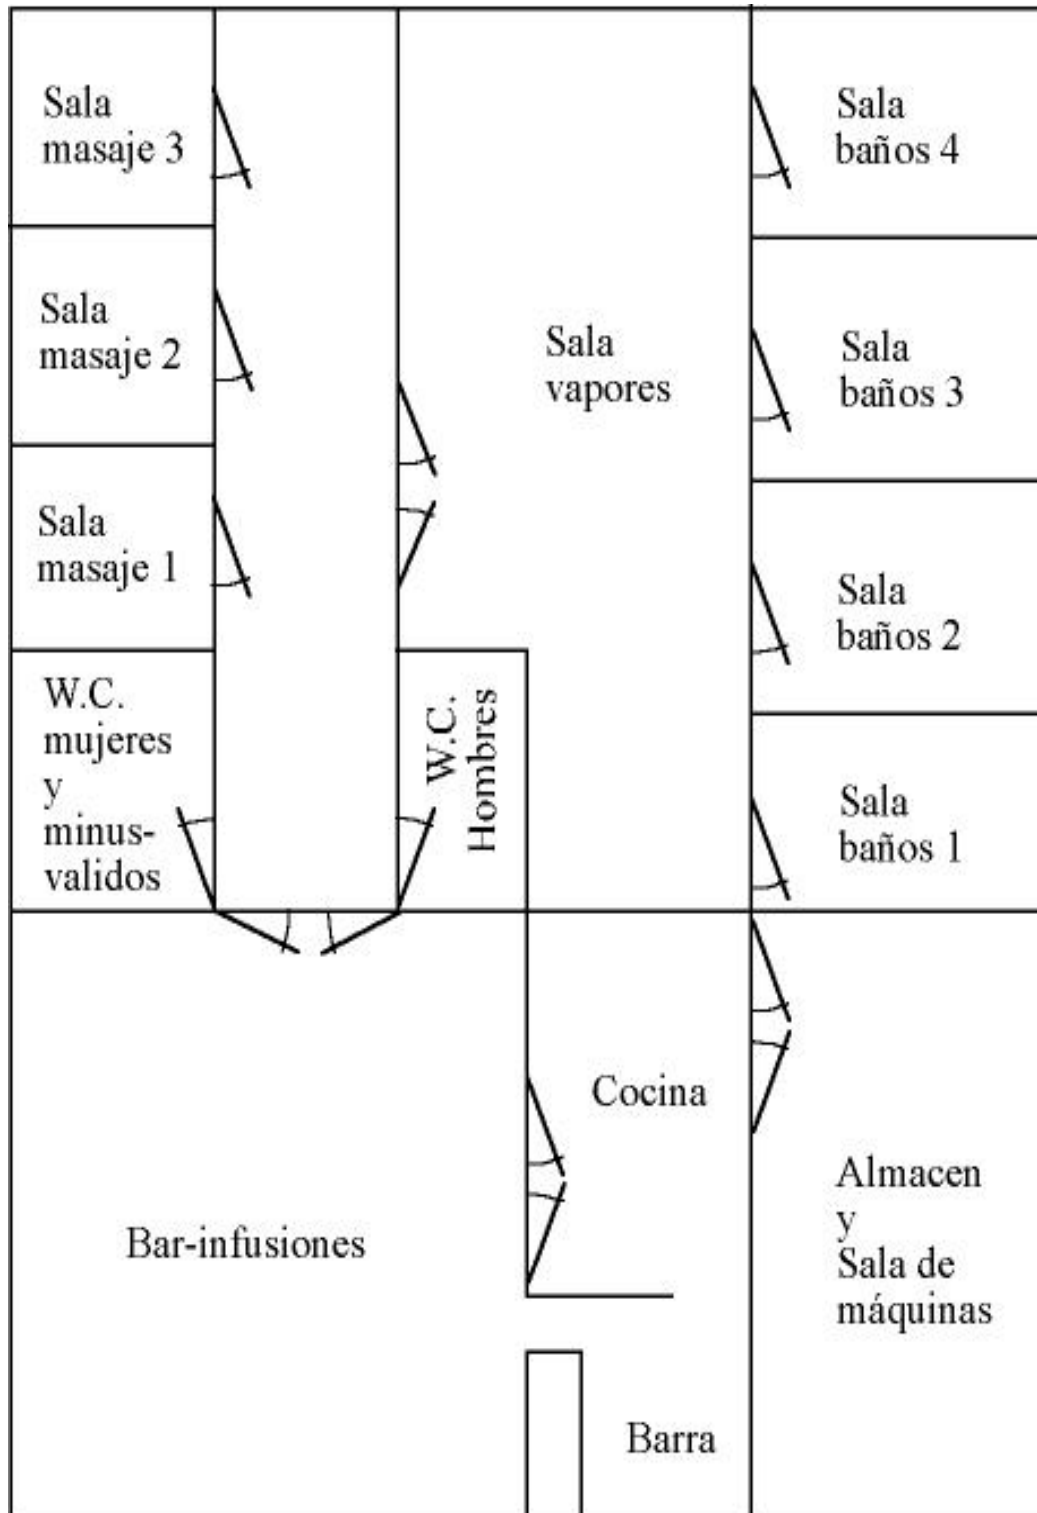 Sala
masaje 3
Sala
masaje 2
Sala
masaje 1
W.C.
mujeres
y
minus-
validos
W.C.
Hombres
Sala
vapores
Sala
baños 4
Sala
baños 3
Sala
baños 2
Sala
baños 1
Bar-infusiones
Cocina
Barra
Almacen
y
Sala de
máquinas